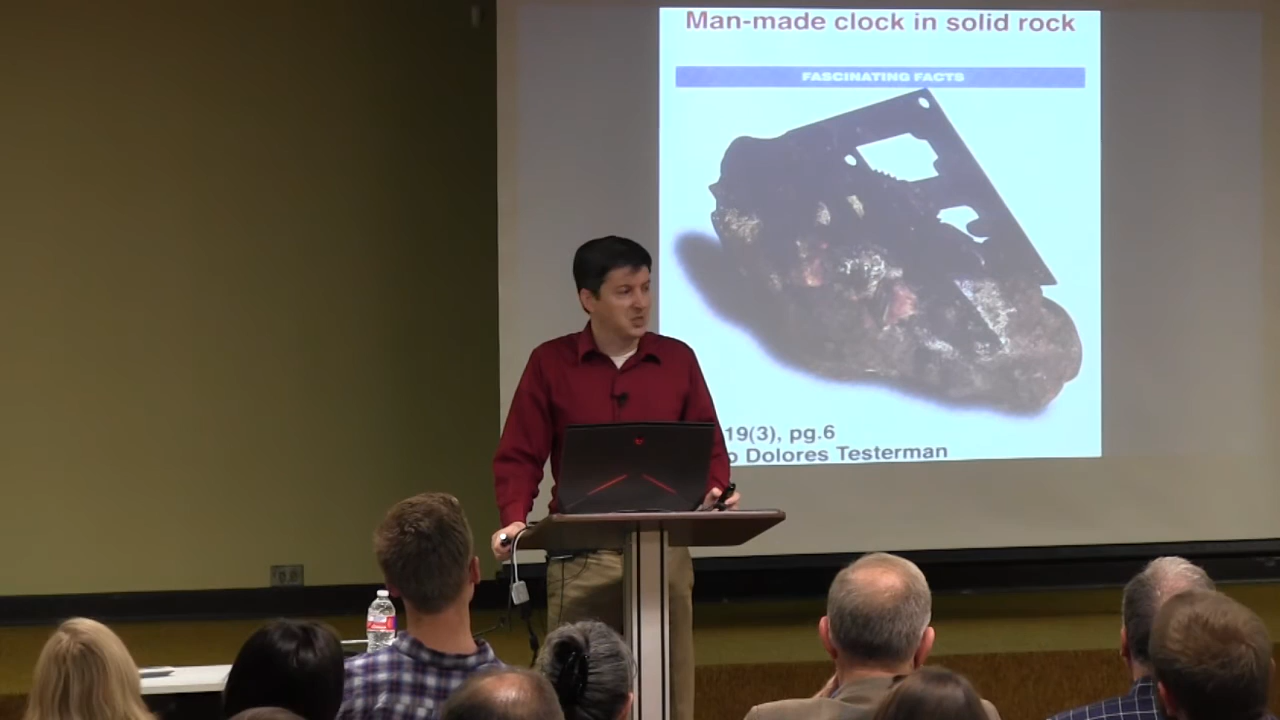 Man-made clock in solid rock
FASCINATING FACTS
19(3), pg.6
Dolores Testerman